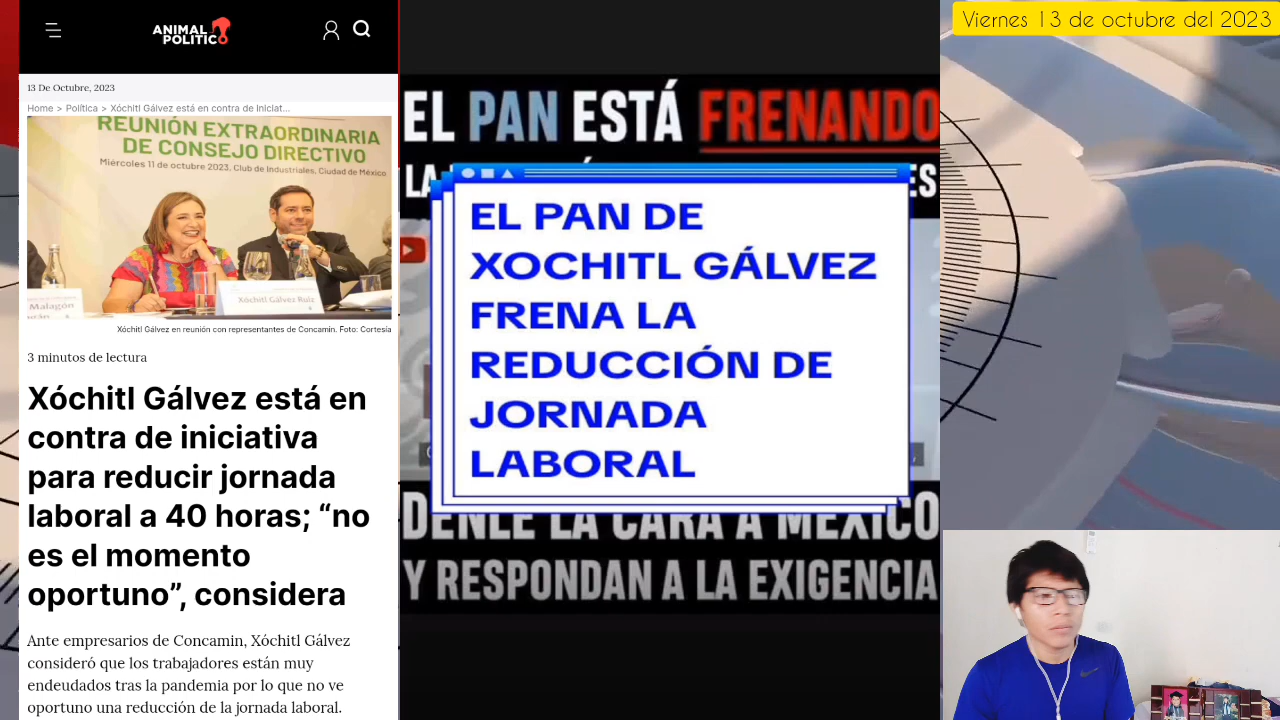 ANIMAL
POLITICO
13 De Octubre, 2023
Home > Política > Xóchitl Gálvez está en contra de iniciat...
REUNIÓN EXTRAORDINARIA
DE CONSEJO DIRECTIVO
Miércoles 11 de octubre 2023, Club de Industriales, Ciudad de México
Malagón
Xóchitl Gálvez Ruiz
Xóchitl Gálvez en reunión con representantes de Concamin. Foto: Cortesía
3 minutos de lectura
Xóchitl Gálvez está en
contra de iniciativa
para reducir jornada
laboral a 40 horas; “no
es el momento
oportuno”, considera
Ante empresarios de Concamin, Xóchitl Gálvez
consideró que los trabajadores están muy
endeudados tras la pandemia por lo que no ve
oportuno una reducción de la jornada laboral.
EL PAN ESTÁ FRENANDO
EL PAN DE
XOCHITL GÁLVEZ
FRENA LA
REDUCCIÓN DE
JORNADA
LABORAL
DENLE LA CARA A MÉXICO
Y RESPONDAN A LA EXIGENCIA
Viernes 13 de octubre del 2023